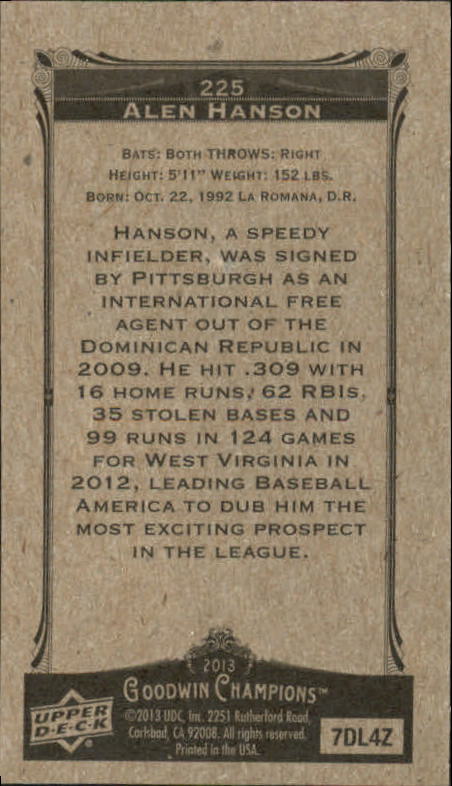 225
ALEN HANSON
BATS: BOTH THROWS: RIGHT
HEIGHT: 5'11" WEIGHT: 152 LBS.
BORN: OCT. 22, 1992 LA ROMANA, D.R.
HANSON, A SPEEDY
INFIELDER, WAS SIGNED
BY PITTSBURGH AS AN
INTERNATIONAL FREE
AGENT OUT OF THE
DOMINICAN REPUBLIC IN
2009. HE HIT .309 WITH
16 HOME RUNS, 62 RBIS,
35 STOLEN BASES AND
99 RUNS IN 124 GAMES
FOR WEST VIRGINIA IN
2012, LEADING BASEBALL
AMERICA TO DUB HIM THE
MOST EXCITING PROSPECT
IN THE LEAGUE.
2013
GOODWIN CHAMPIONS™
UPPER
D·E·C·K®
©2013 UDC, Inc. 2251 Rutherford Road,
Carlsbad, CA 92008. All rights reserved.
Printed in the USA.
7DL4Z